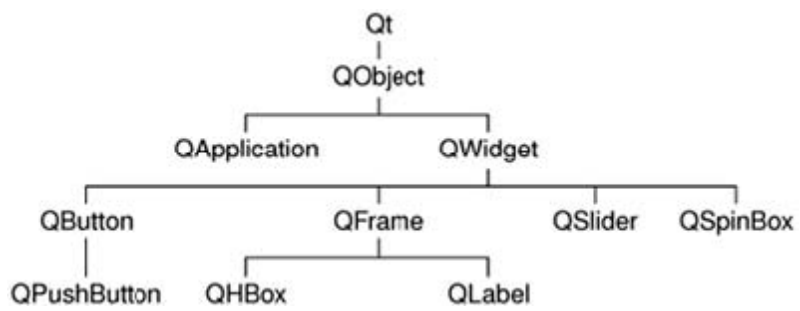 Qt
QObject
QApplication QWidget
QButton QFrame QSlider QSpinBox
QPushButton QHBox QLabel